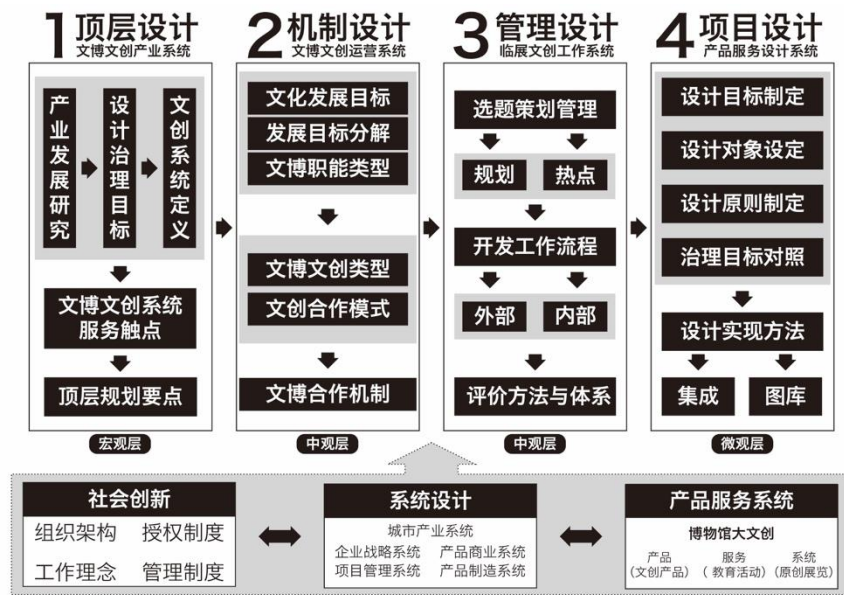 1 顶层设计
文博文创产业系统
产业发展研究
设计治理目标
文创系统定义
文博文创系统
服务触点
顶层规划要点
宏观层
2 机制设计
文博文创运营系统
文化发展目标
发展目标分解
文博职能类型
文博文创类型
文创合作模式
文博合作机制
中观层
3 管理设计
临展文创工作系统
选题策划管理
规划 热点
开发工作流程
外部 内部
评价方法与体系
中观层
4 项目设计
产品服务设计系统
设计目标制定
设计对象设定
设计原则制定
治理目标对照
设计实现方法
集成 图库
微观层
社会创新
组织架构 授权制度
工作理念 管理制度
系统设计
城市产业系统
企业战略系统 产品商业系统
项目管理系统 产品制造系统
产品服务系统
博物馆大文创
产品 服务 系统
(文创产品) (教育活动) (原创展览)